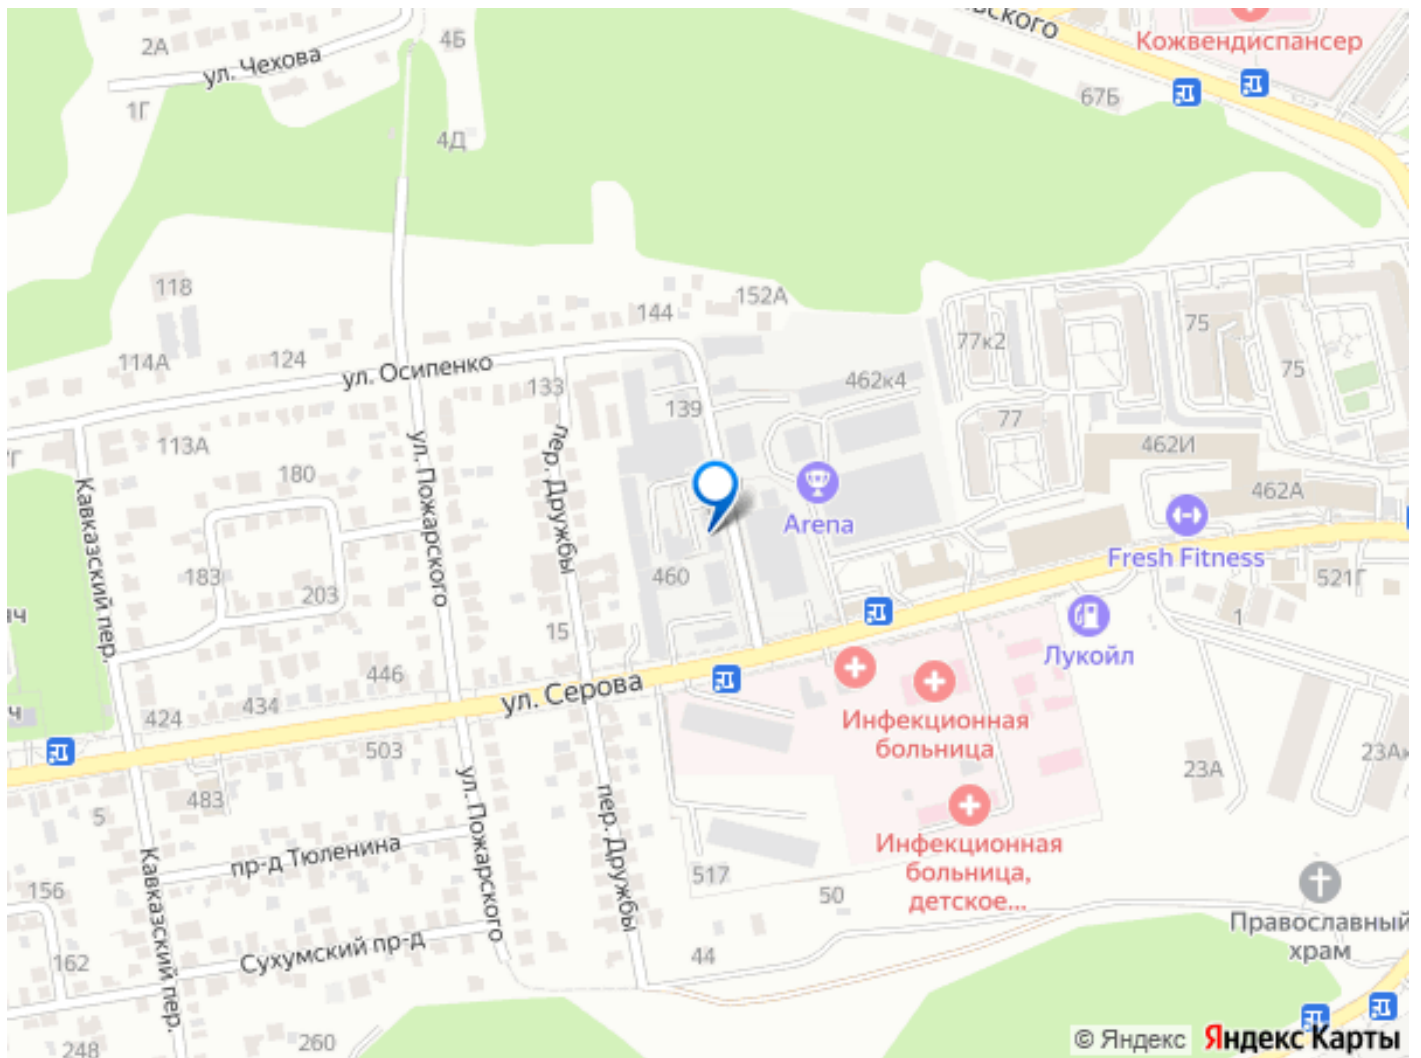 4Б
2А
ул. Чехова
1Г
4Д
вского
Кожвендиспансер
67Б
118
152А
144
114А
124
ул. Осипенко
133
139
462к4
77к2
75
75
77
462И
462А
113А
180
ул. Пожарского
пер. Дружбы
Кавказский пер.
Arena
Fresh Fitness
183
203
460
15
521Г
1
Лукойл
446
434
424
ул. Серова
503
483
5
Инфекционная
больница
23А
23Ак
ул. Пожарского
пер. Дружбы
пр-д Тюленина
Кавказский пер.
Инфекционная
больница,
детское...
517
50
156
162
Сухумский пр-д
44
Православный
храм
248
260
© Яндекс Яндекс Карты